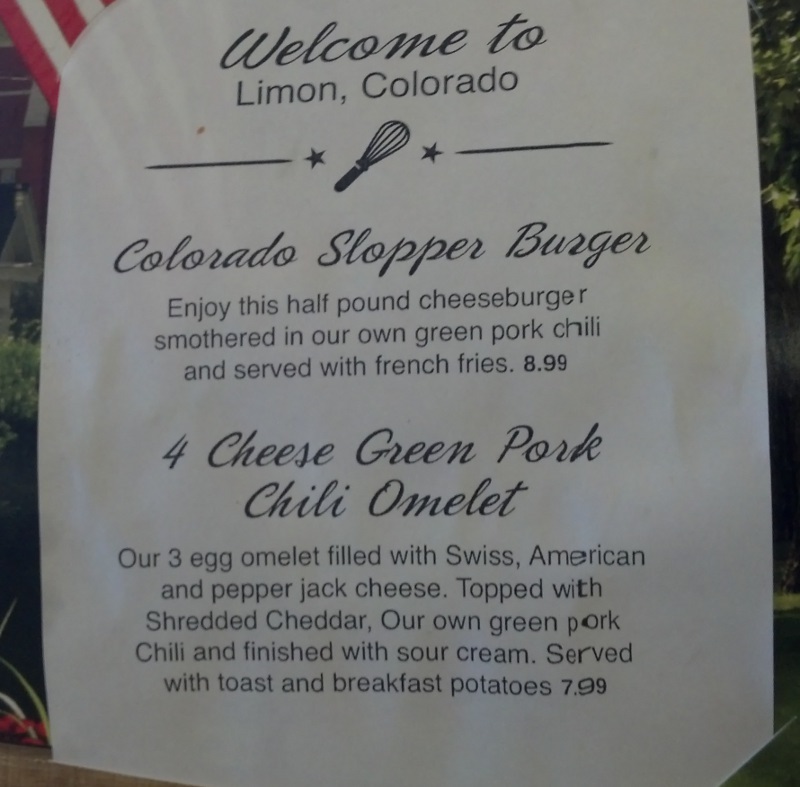 Welcome to
Limon, Colorado
Colorado Slopper Burger
Enjoy this half pound cheeseburger
smothered in our own green pork chili
and served with french fries. 8.99
4 Cheese Green Pork
Chili Omelet
Our 3 egg omelet filled with Swiss, American
and pepper jack cheese. Topped with
Shredded Cheddar, Our own green pork
Chili and finished with sour cream. Served
with toast and breakfast potatoes 7.99